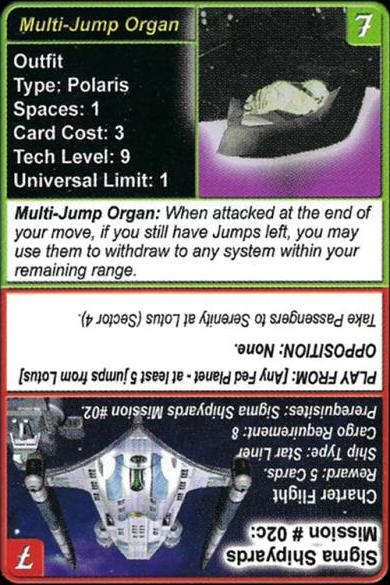 Multi-Jump Organ
7
Outfit
Type: Polaris
Spaces: 1
Card Cost: 3
Tech Level: 9
Universal Limit: 1
Multi-Jump Organ: When attacked at the end of
your move, if you still have Jumps left, you may
use them to withdraw to any system within your
remaining range.
7
Sigma Shipyards
Mission # 02c:
Charter Flight
Reward: 5 Cards.
Ship Type: Star Liner
Cargo Requirement: 8
Prerequisites: Sigma Shipyards Mission #02.
PLAY FROM: [Any Fed Planet - at least 5 jumps from Lotus]
OPPOSITION: None.
Take Passengers to Serenity at Lotus (Sector 4).